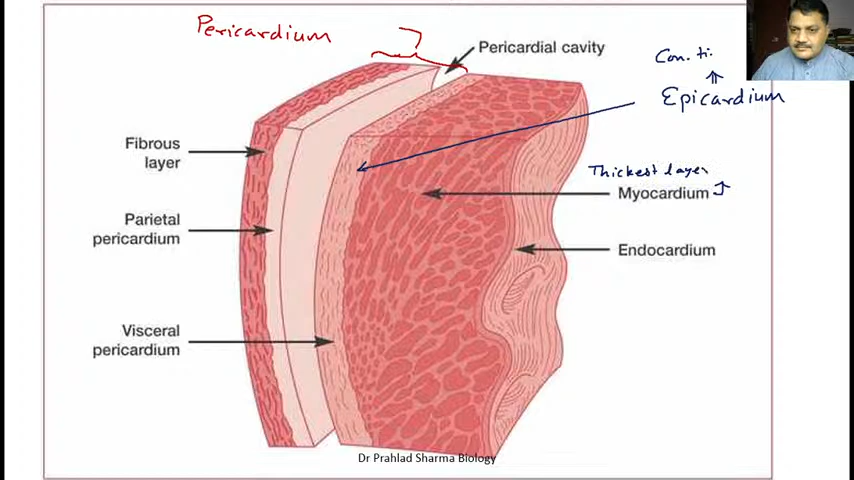 Pericardium
Pericardial cavity
Con. ti.
Epicardium
Fibrous
layer
Thickest layer
Myocardium
Parietal
pericardium
Endocardium
Visceral
pericardium
Dr Prahlad Sharma Biology